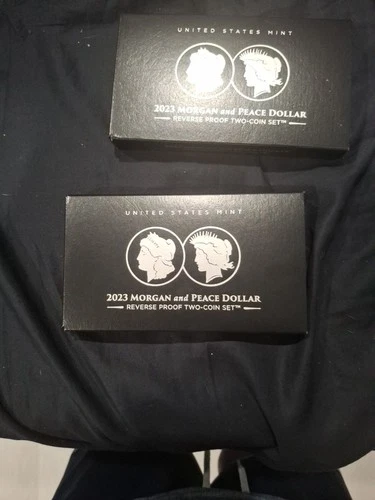 UNITED STATES MINT
2023 MORGAN and PEACE DOLLAR
REVERSE PROOF TWO-COIN SET™
UNITED STATES MINT
2023 MORGAN and PEACE DOLLAR
REVERSE PROOF TWO-COIN SET™